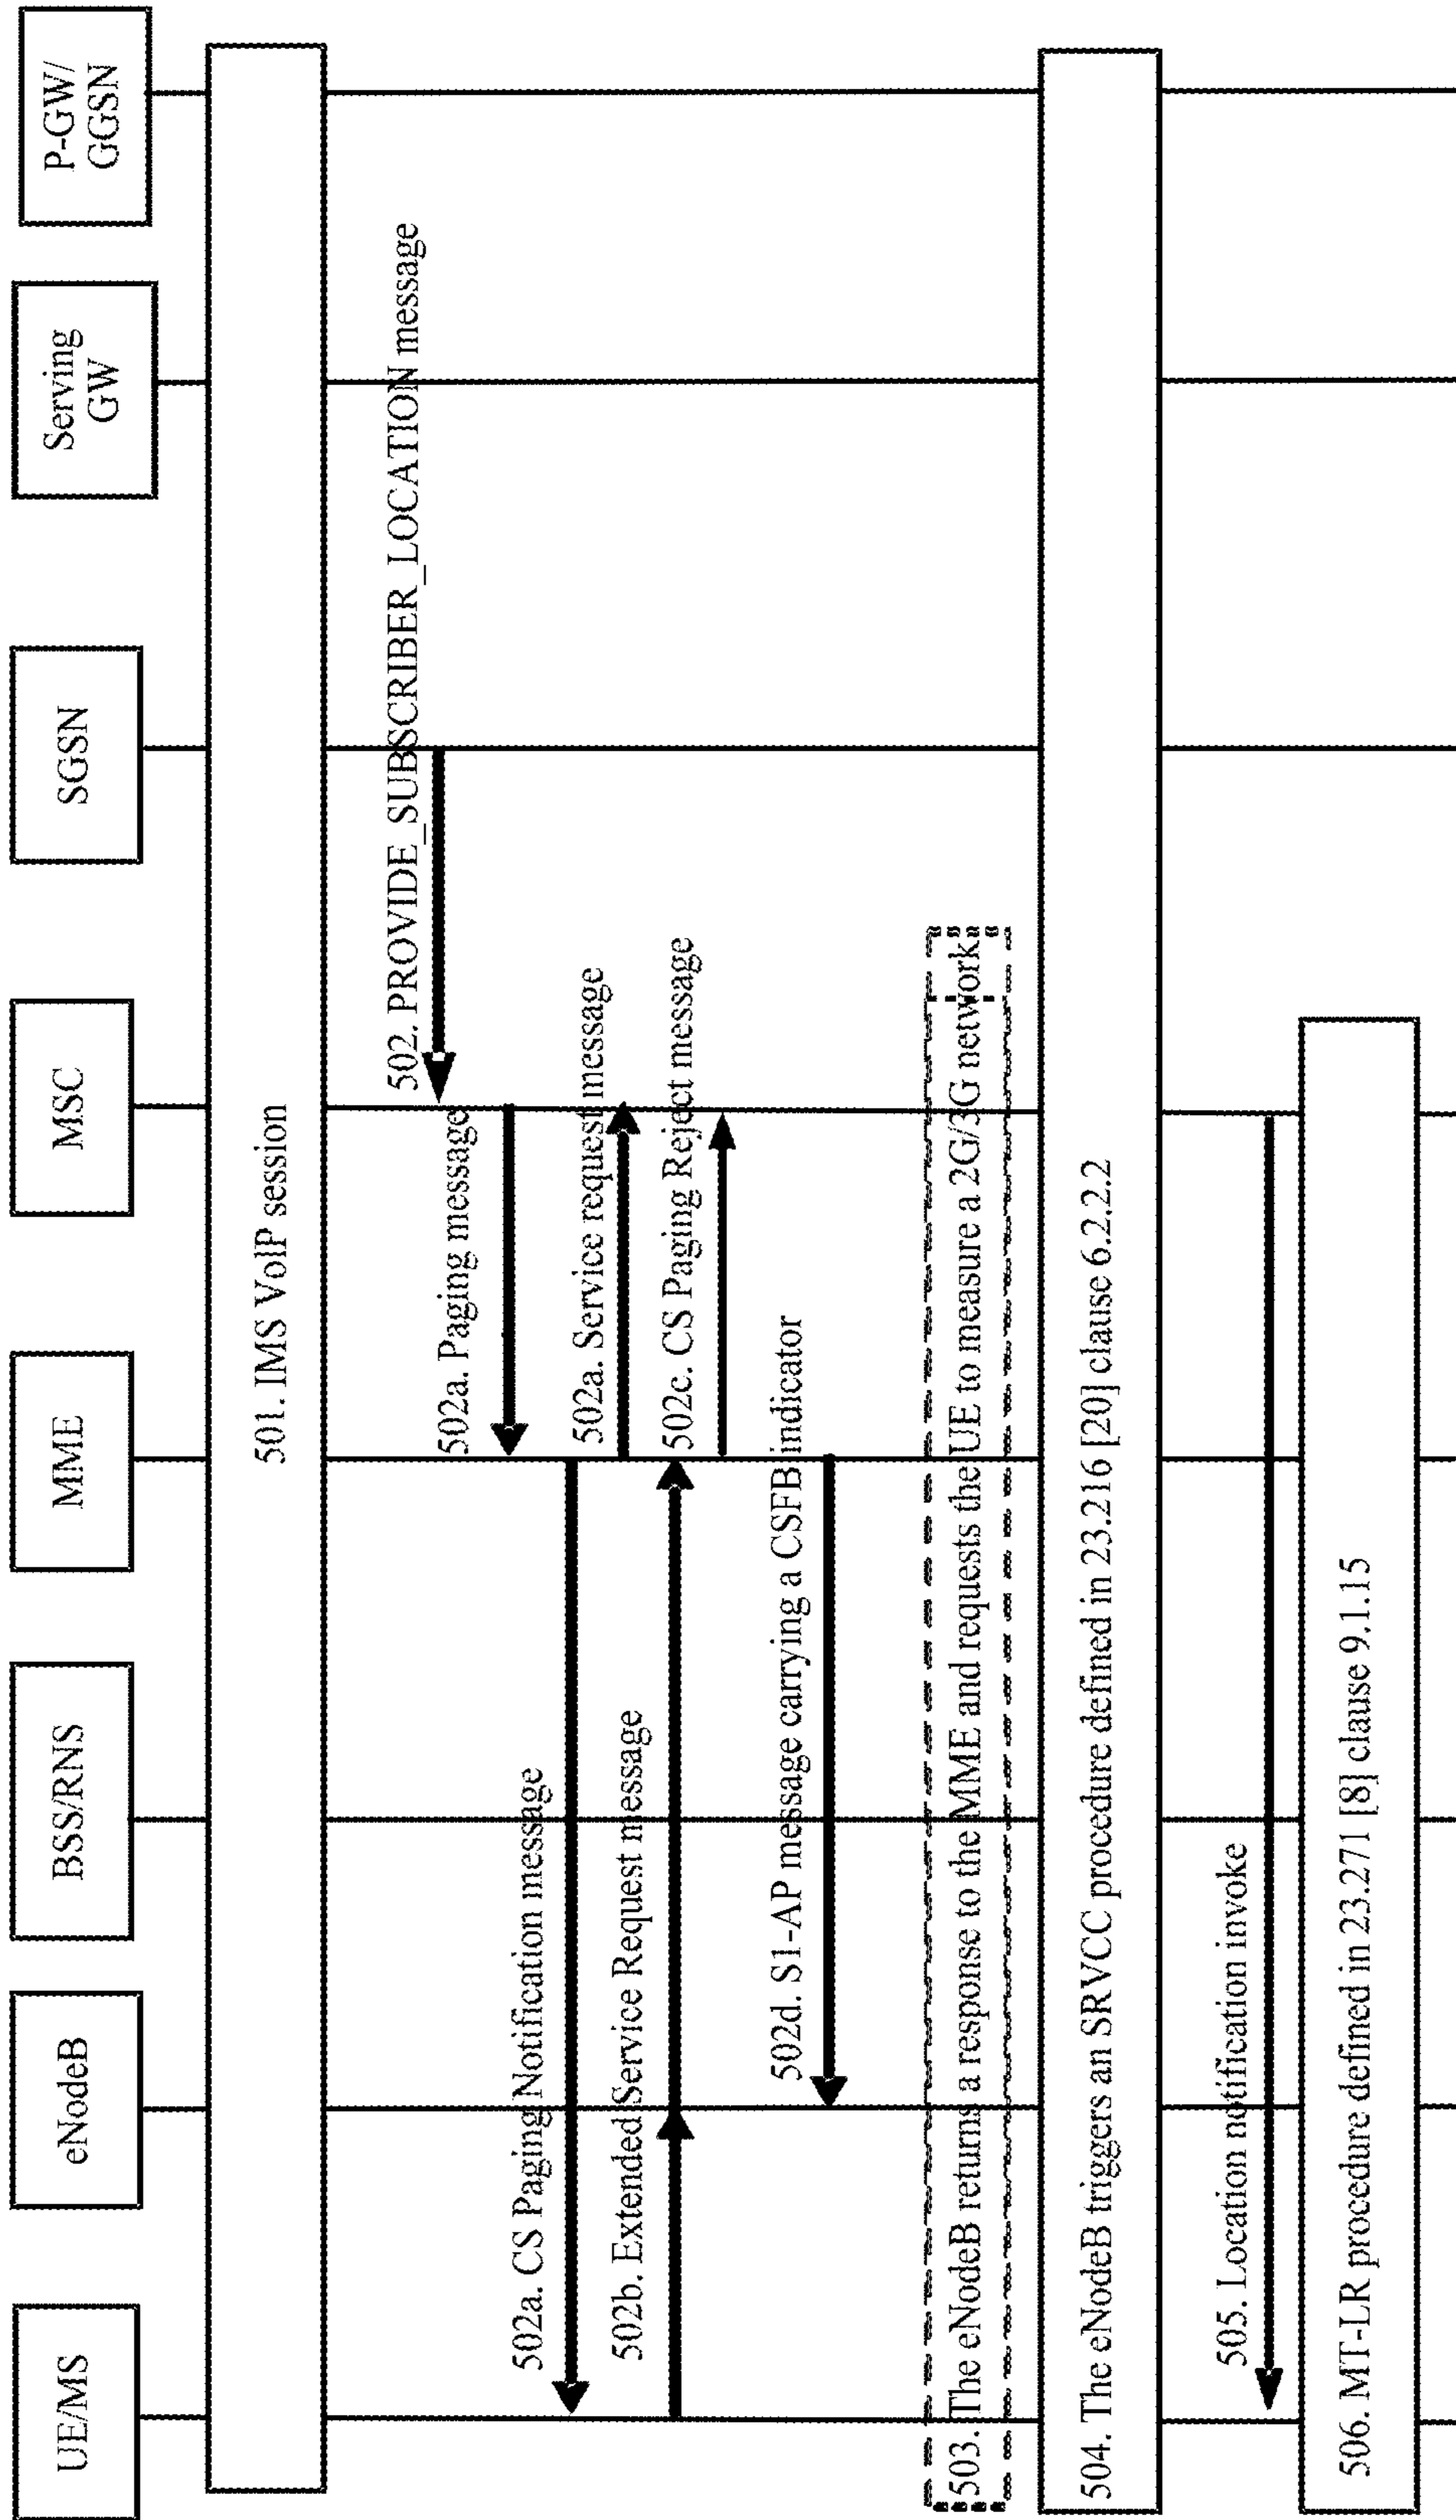 UE/MS
eNodeB
BSS/RNS
MME
MSC
SGSN
Serving
GW
P-GW/
GGSN
501. IMS VoIP session
502. PROVIDE_SUBSCRIBER_LOCATION message
502a. Paging message
502a. CS Paging Notification message
502a. Service request message
502b. Extended Service Request message
502c. CS Paging Reject message
502d. S1-AP message carrying a CSFB indicator
503. The eNodeB returns a response to the MME and requests the UE to measure a 2G/3G network
504. The eNodeB triggers an SRVCC procedure defined in 23.216 [20] clause 6.2.2.2
505. Location notification invoke
506. MT-LR procedure defined in 23.271 [8] clause 9.1.15